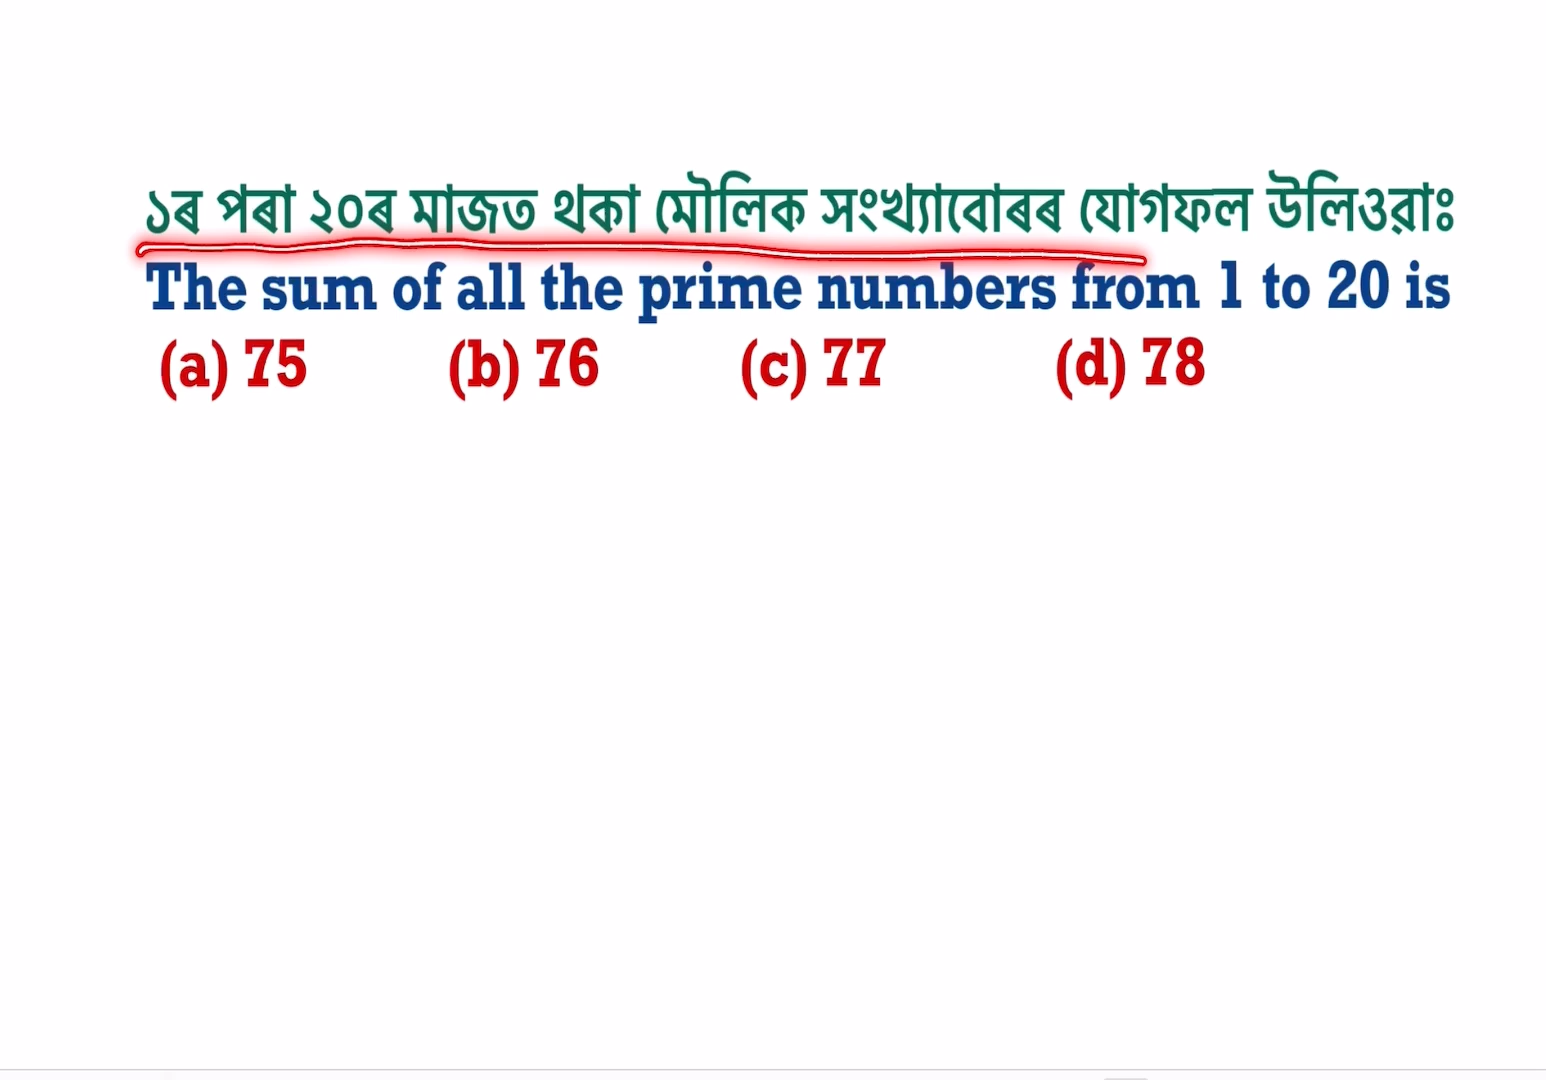 ১ৰ পৰা ২০ৰ মাজত থকা মৌলিক সংখ্যাবোৰৰ যোগফল উলিওৱাঃ
The sum of all the prime numbers from 1 to 20 is
(a) 75 (b) 76 (c) 77 (d) 78